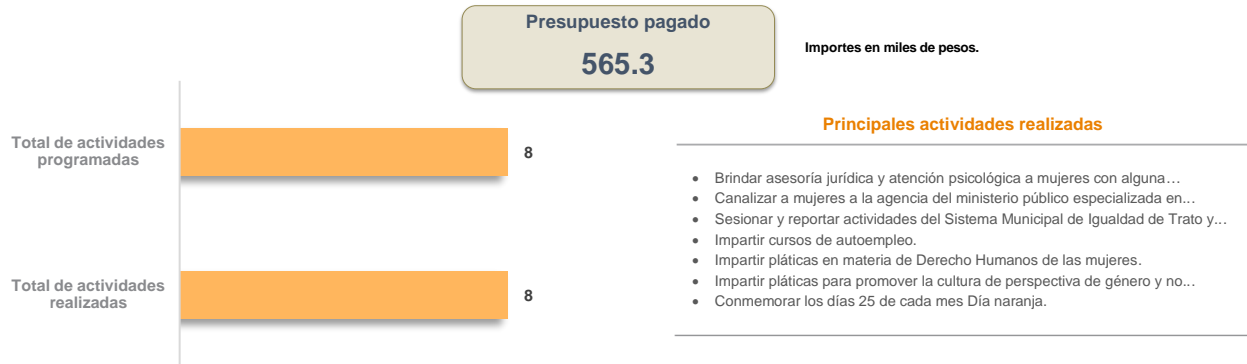 Presupuesto pagado
565.3
Importes en miles de pesos.
Total de actividades
programadas
8
Total de actividades
realizadas
8
Principales actividades realizadas
• Brindar asesoría jurídica y atención psicológica a mujeres con alguna…
• Canalizar a mujeres a la agencia del ministerio público especializada en...
• Sesionar y reportar actividades del Sistema Municipal de Igualdad de Trato y...
• Impartir cursos de autoempleo.
• Impartir pláticas en materia de Derecho Humanos de las mujeres.
• Impartir pláticas para promover la cultura de perspectiva de género y no...
• Conmemorar los días 25 de cada mes Día naranja.